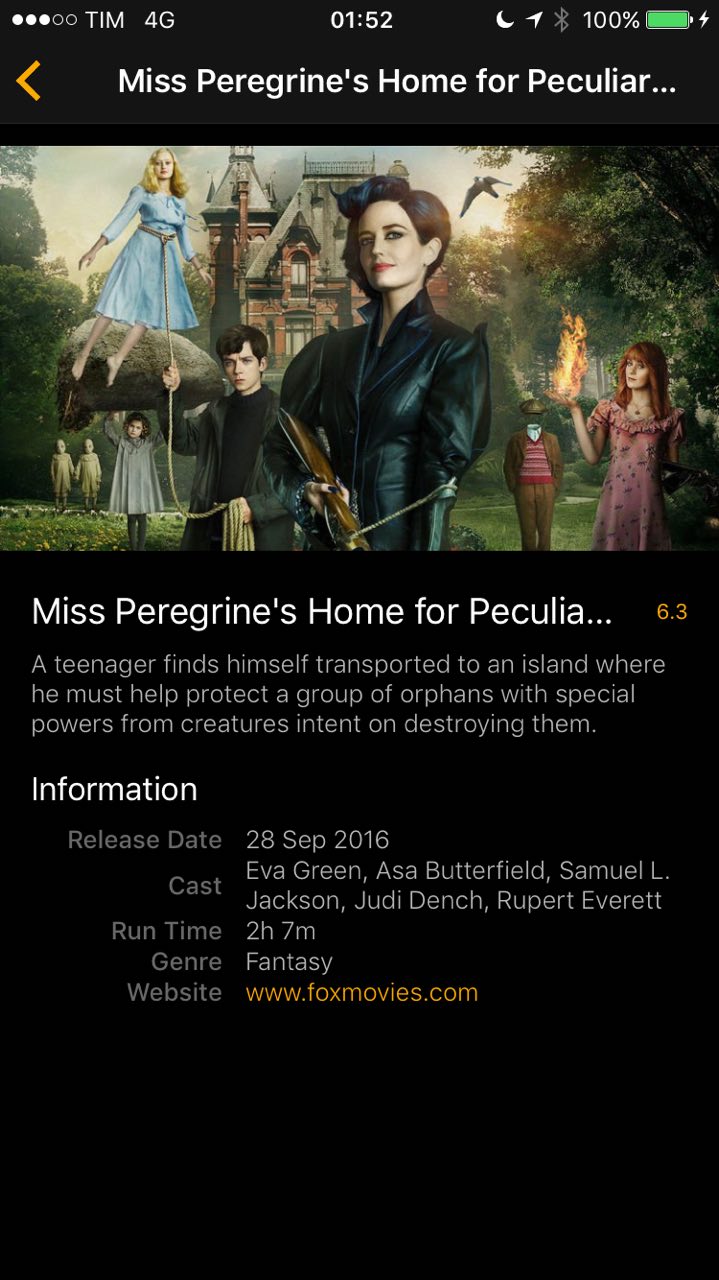 TIM 4G 01:52 100%
Miss Peregrine's Home for Peculiar...
Miss Peregrine's Home for Peculia... 6.3
A teenager finds himself transported to an island where
he must help protect a group of orphans with special
powers from creatures intent on destroying them.
Information
Release Date 28 Sep 2016
Cast Eva Green, Asa Butterfield, Samuel L.
Jackson, Judi Dench, Rupert Everett
Run Time 2h 7m
Genre Fantasy
Website www.foxmovies.com